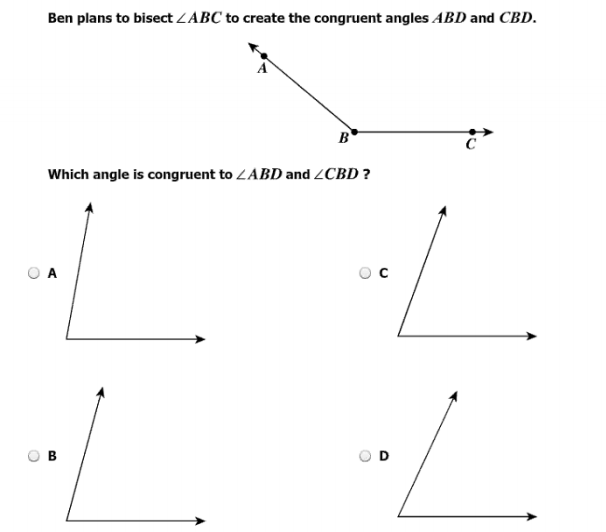 Ben plans to bisect ∠ABC to create the congruent angles ABD and CBD.
A
B
C
Which angle is congruent to ∠ABD and ∠CBD ?
A
C
B
D